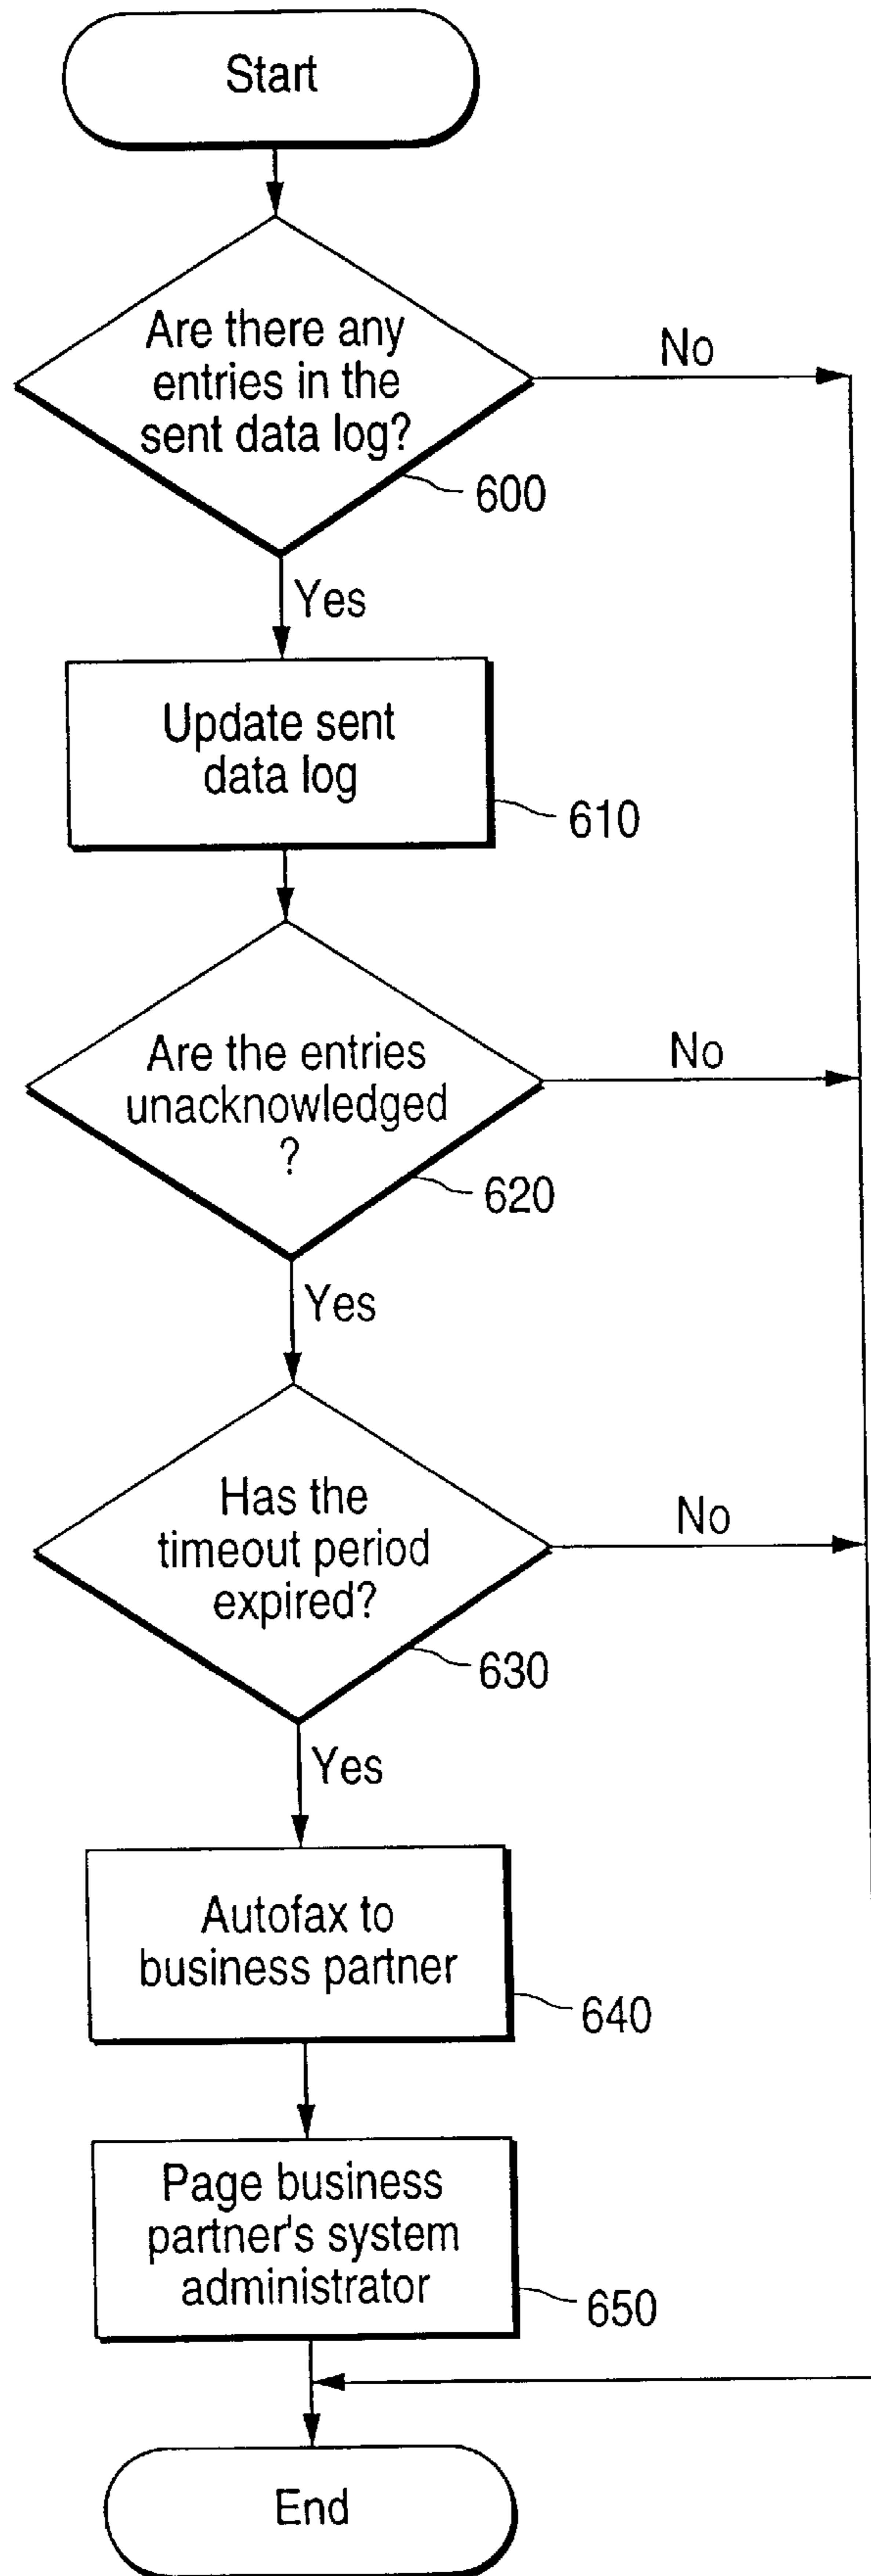 Start
Are there any
entries in the
sent data log?
No
600
Yes
Update sent
data log
610
Are the entries
unacknowledged
?
No
620
Yes
Has the
timeout period
expired?
No
630
Yes
Autofax to
business partner
640
Page business
partner's system
administrator
650
End